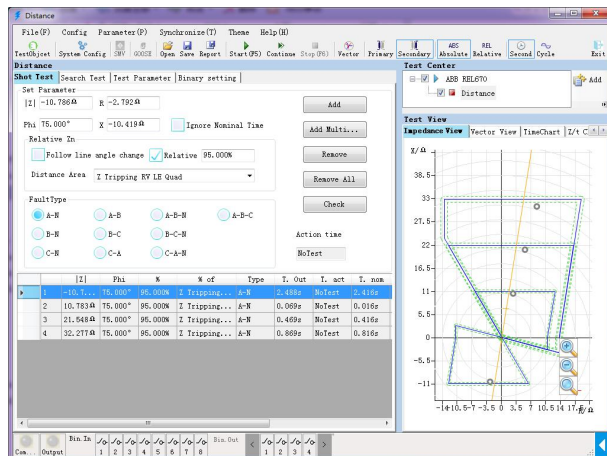 Distance
File(F) Config Parameter(P) Synchronize(T) Theme Help(H)
TestObject System Config SMV GOOSE Open Save Report Start(F5) Continue Stop(F6) Vector Primary Secondary Absolute Relative Second Cycle Exit
ABS REL
Distance
Test Center
Shot Test Search Test Test Parameter Binary setting
ABB REL670
Distance
Add
Set Parameter
|Z| -10.786Ω R -2.792Ω
Add
Phi 75.000° X -10.419Ω Ignore Nominal Time
Add Multi...
Relative Zn
Follow line angle change Relative 95.000%
Remove
Distance Area Z Tripping RV LE Quad
Remove All
FaultType
Check
A-N A-B A-B-N A-B-C
B-N B-C B-C-N
Action time
C-N C-A C-A-N
NoTest
|Z| Phi % % of Type T. Out T. act T. nom
1 -10.7... 75.000° 95.000% Z Tripping... A-N 2.488s NoTest 2.416s
2 10.783Ω 75.000° 95.000% Z Tripping... A-N 0.069s NoTest 0.016s
3 21.548Ω 75.000° 95.000% Z Tripping... A-N 0.469s NoTest 0.416s
4 32.277Ω 75.000° 95.000% Z Tripping... A-N 0.869s NoTest 0.816s
Test View
Impedance View Vector View TimeChart Z/t C
X/Ω
38.5
33
27.5
22
16.5
11
5.5
0
-5.5
-11
-14 -10.5 -7 -3.5 0 3.5 7 10.5 14 17.
R/Ω
Com... Output Bin.In 1 2 3 4 5 6 7 8 Bin.Out 1 2 3 4